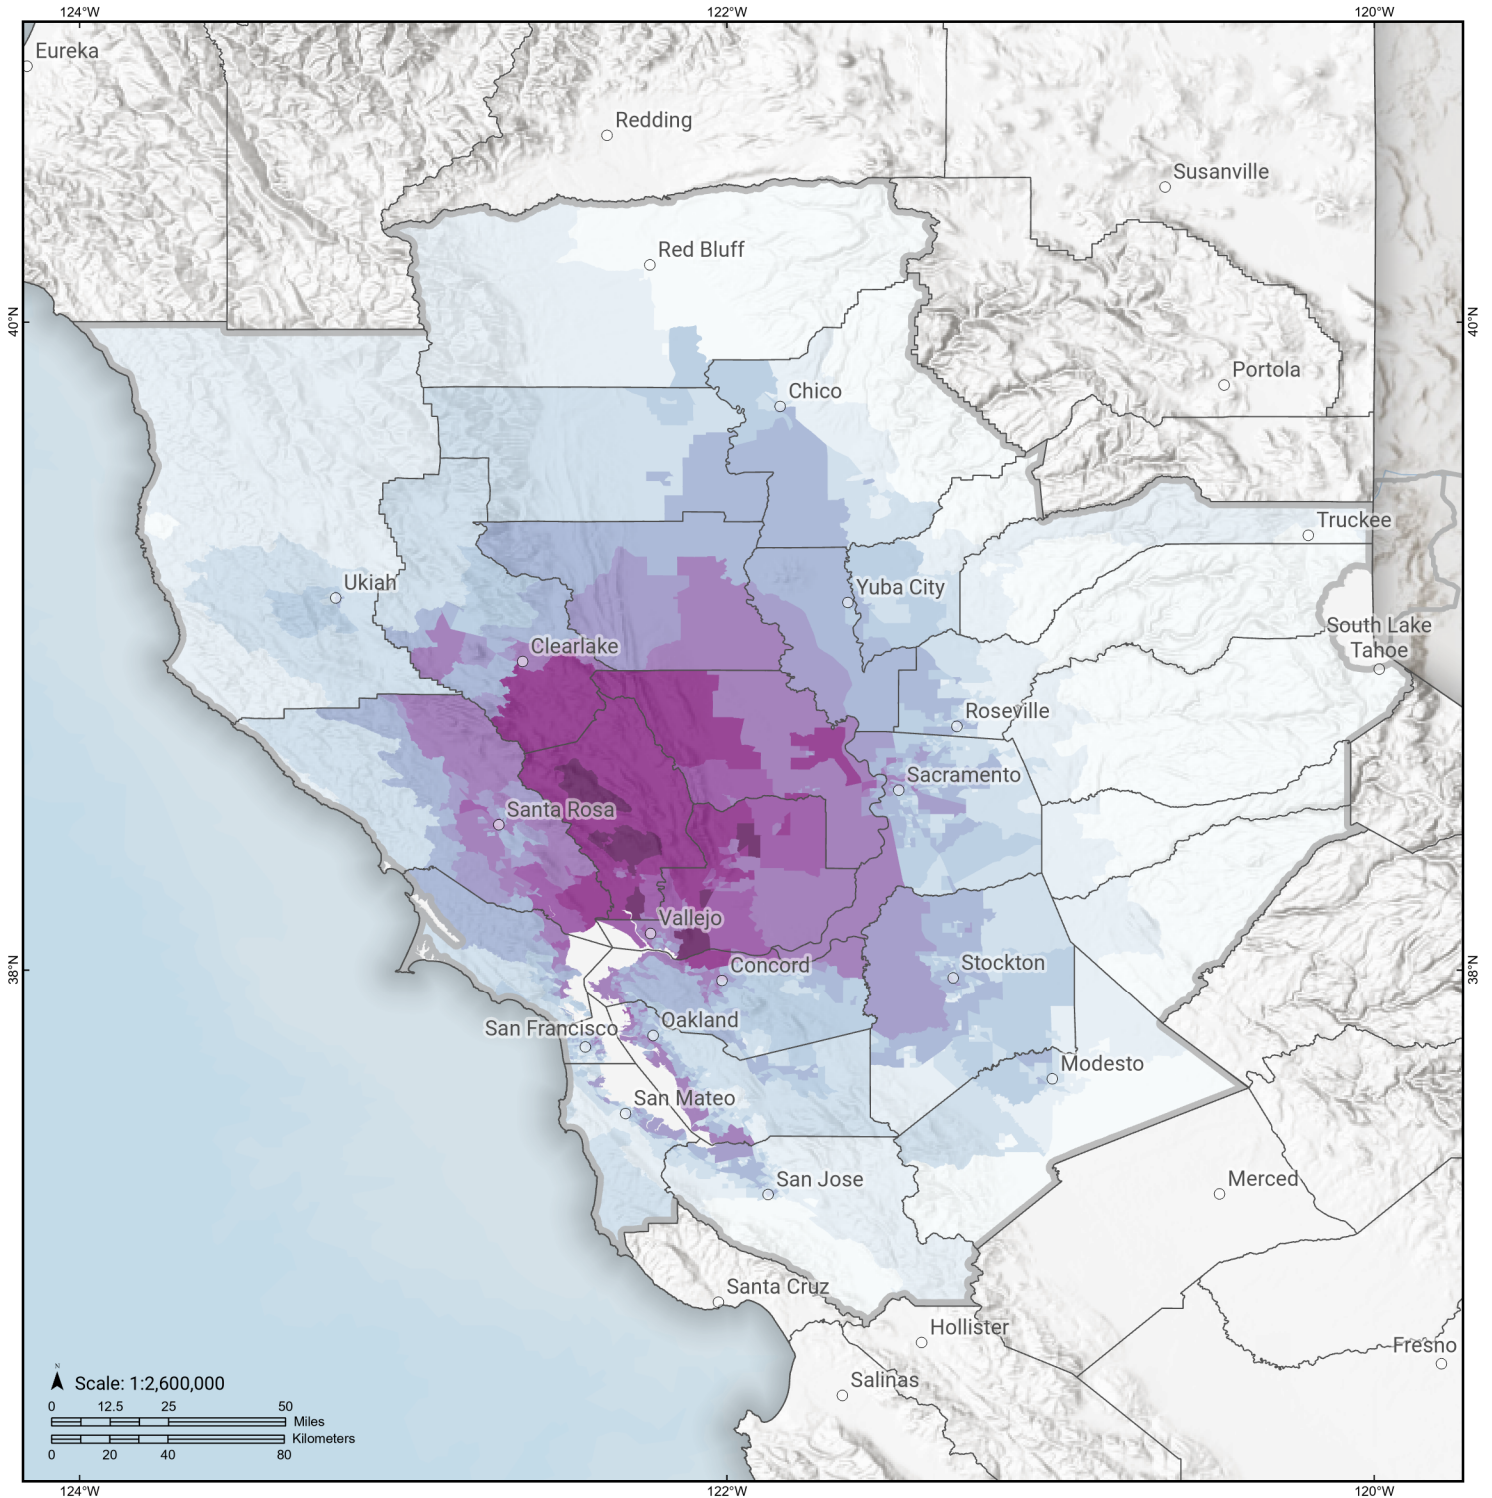 124°W
122°W
120°W
Eureka
Redding
Susanville
Red Bluff
40°N
40°N
Portola
Chico
Truckee
Ukiah
Yuba City
South Lake
Tahoe
Clearlake
Roseville
Sacramento
Santa Rosa
Vallejo
Concord
Stockton
38°N
38°N
San Francisco
Oakland
Modesto
San Mateo
San Jose
Merced
Santa Cruz
Hollister
Fresno
Salinas
N
Scale: 1:2,600,000
0 12.5 25 50
Miles
Kilometers
0 20 40 80
124°W
122°W
120°W